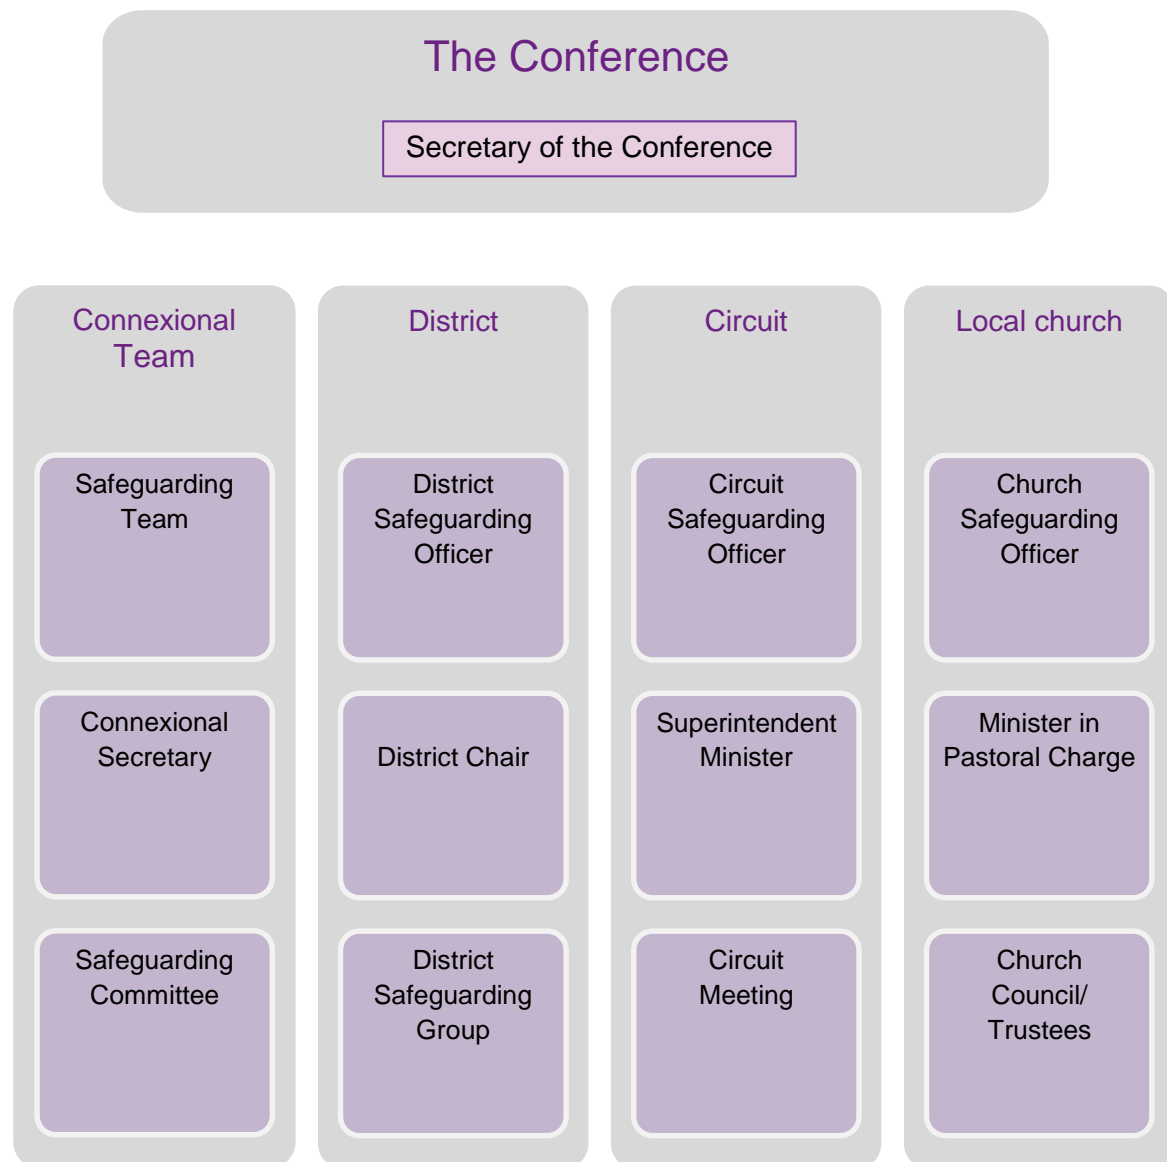 The Conference
Secretary of the Conference
Connexional
Team
Safeguarding
Team
Connexional
Secretary
Safeguarding
Committee
District
District
Safeguarding
Officer
District Chair
District
Safeguarding
Group
Circuit
Circuit
Safeguarding
Officer
Superintendent
Minister
Circuit
Meeting
Local church
Church
Safeguarding
Officer
Minister in
Pastoral Charge
Church
Council/
Trustees